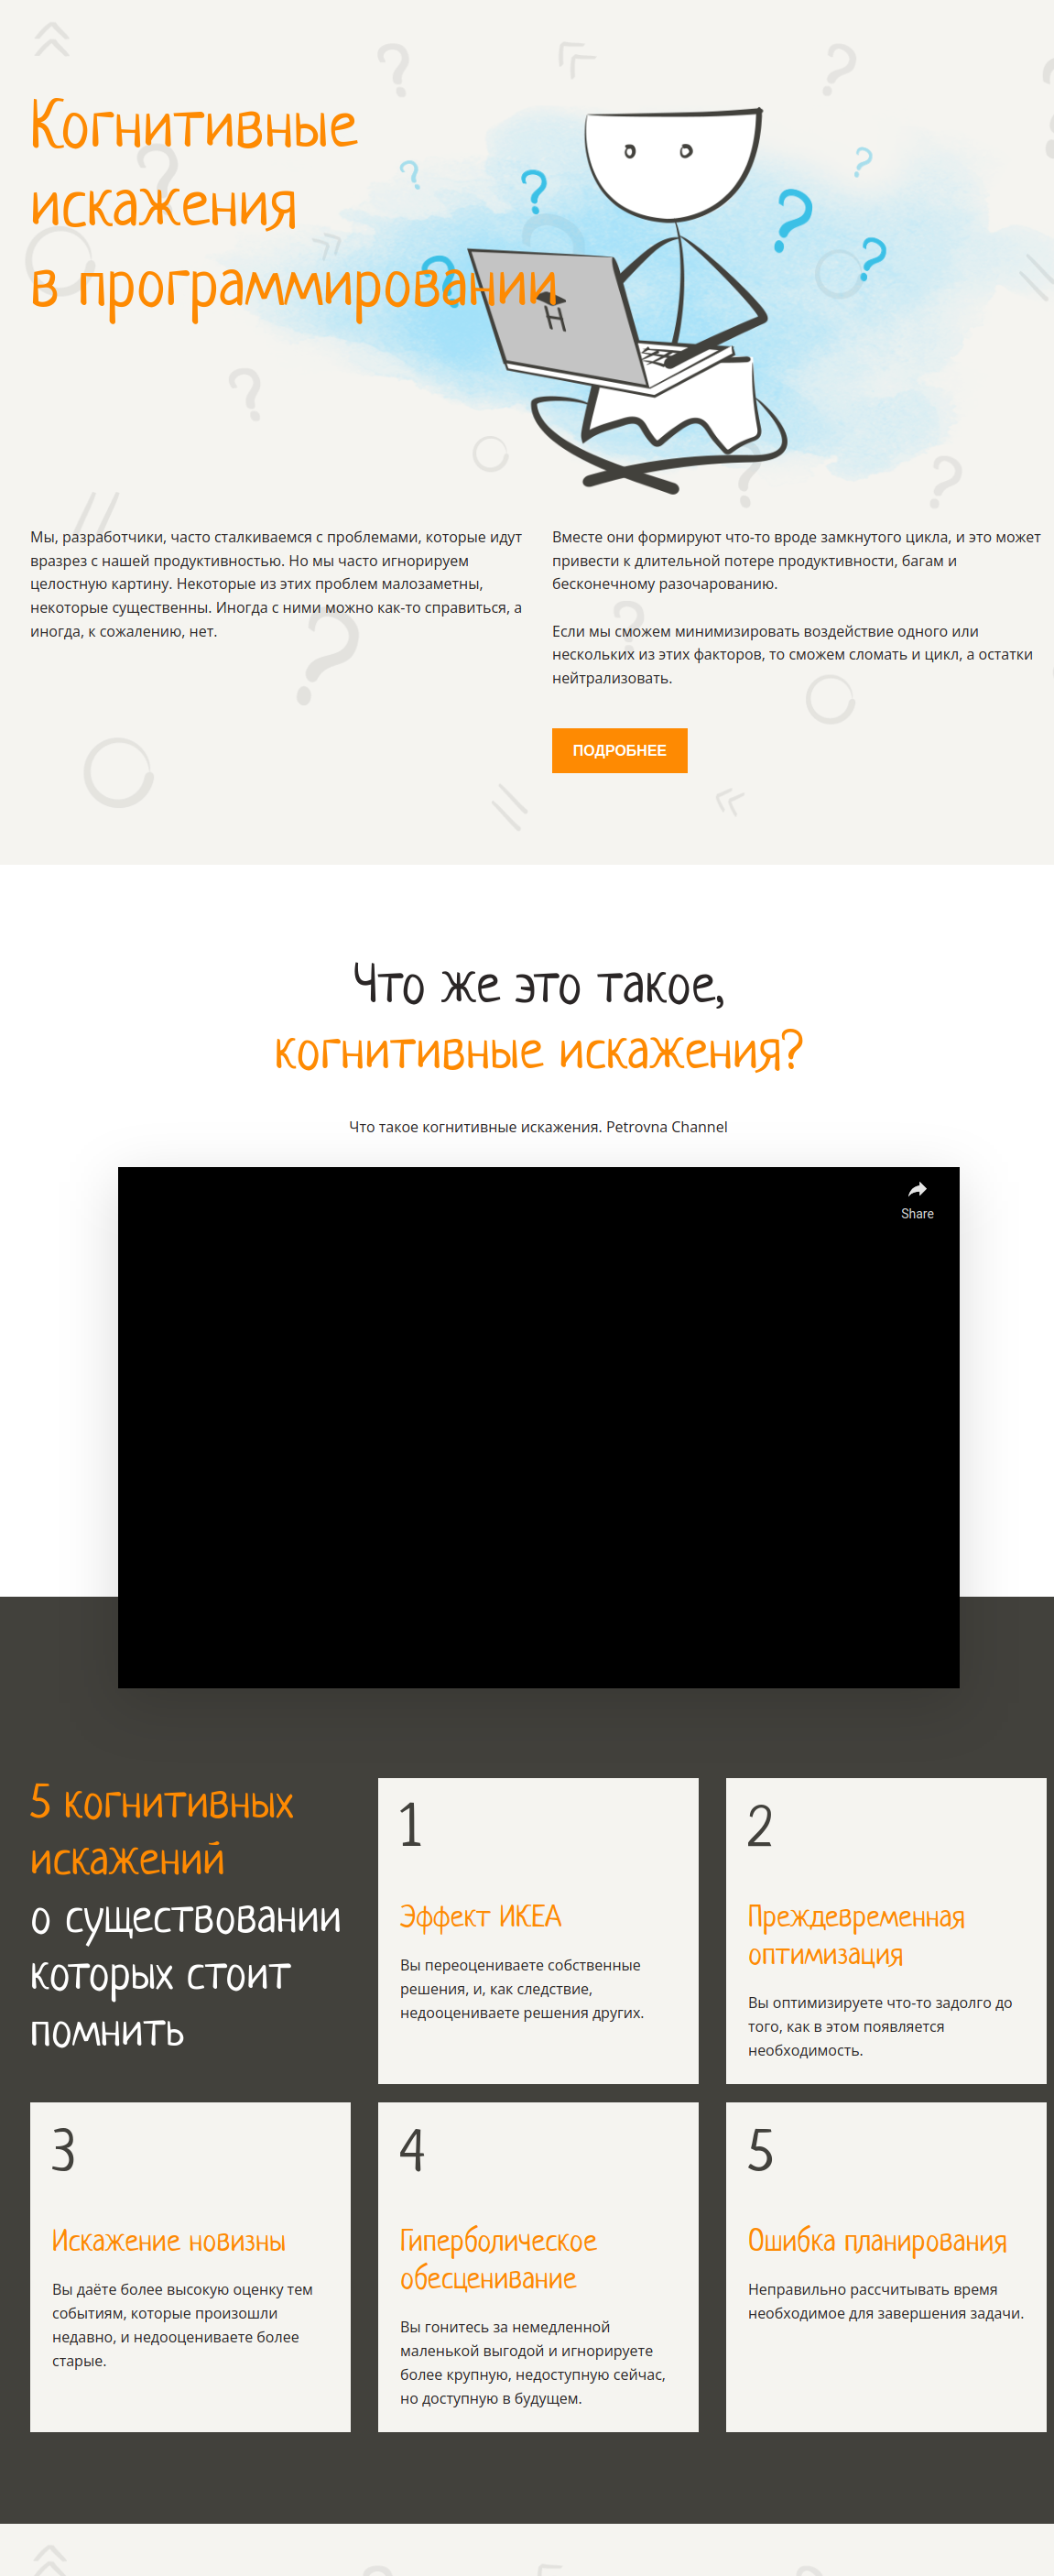 Когнитивные
искажения
в программировании
H
Мы, разработчики, часто сталкиваемся с проблемами, которые идут
вразрез с нашей продуктивностью. Но мы часто игнорируем
целостную картину. Некоторые из этих проблем малозаметны,
некоторые существенны. Иногда с ними можно как-то справиться, а
иногда, к сожалению, нет.
Вместе они формируют что-то вроде замкнутого цикла, и это может
привести к длительной потере продуктивности, багам и
бесконечному разочарованию.
Если мы сможем минимизировать воздействие одного или
нескольких из этих факторов, то сможем сломать и цикл, а остатки
нейтрализовать.
ПОДРОБНЕЕ
Что же это такое,
когнитивные искажения?
Что такое когнитивные искажения. Petrovna Channel
Share
5 когнитивных
искажений
о существовании
которых стоит
помнить
1
Эффект ИКЕА
Вы переоцениваете собственные
решения, и, как следствие,
недооцениваете решения других.
2
Преждевременная
оптимизация
Вы оптимизируете что-то задолго до
того, как в этом появляется
необходимость.
3
Искажение новизны
Вы даёте более высокую оценку тем
событиям, которые произошли
недавно, и недооцениваете более
старые.
4
Гиперболическое
обесценивание
Вы гонитесь за немедленной
маленькой выгодой и игнорируете
более крупную, недоступную сейчас,
но доступную в будущем.
5
Ошибка планирования
Неправильно рассчитывать время
необходимое для завершения задачи.